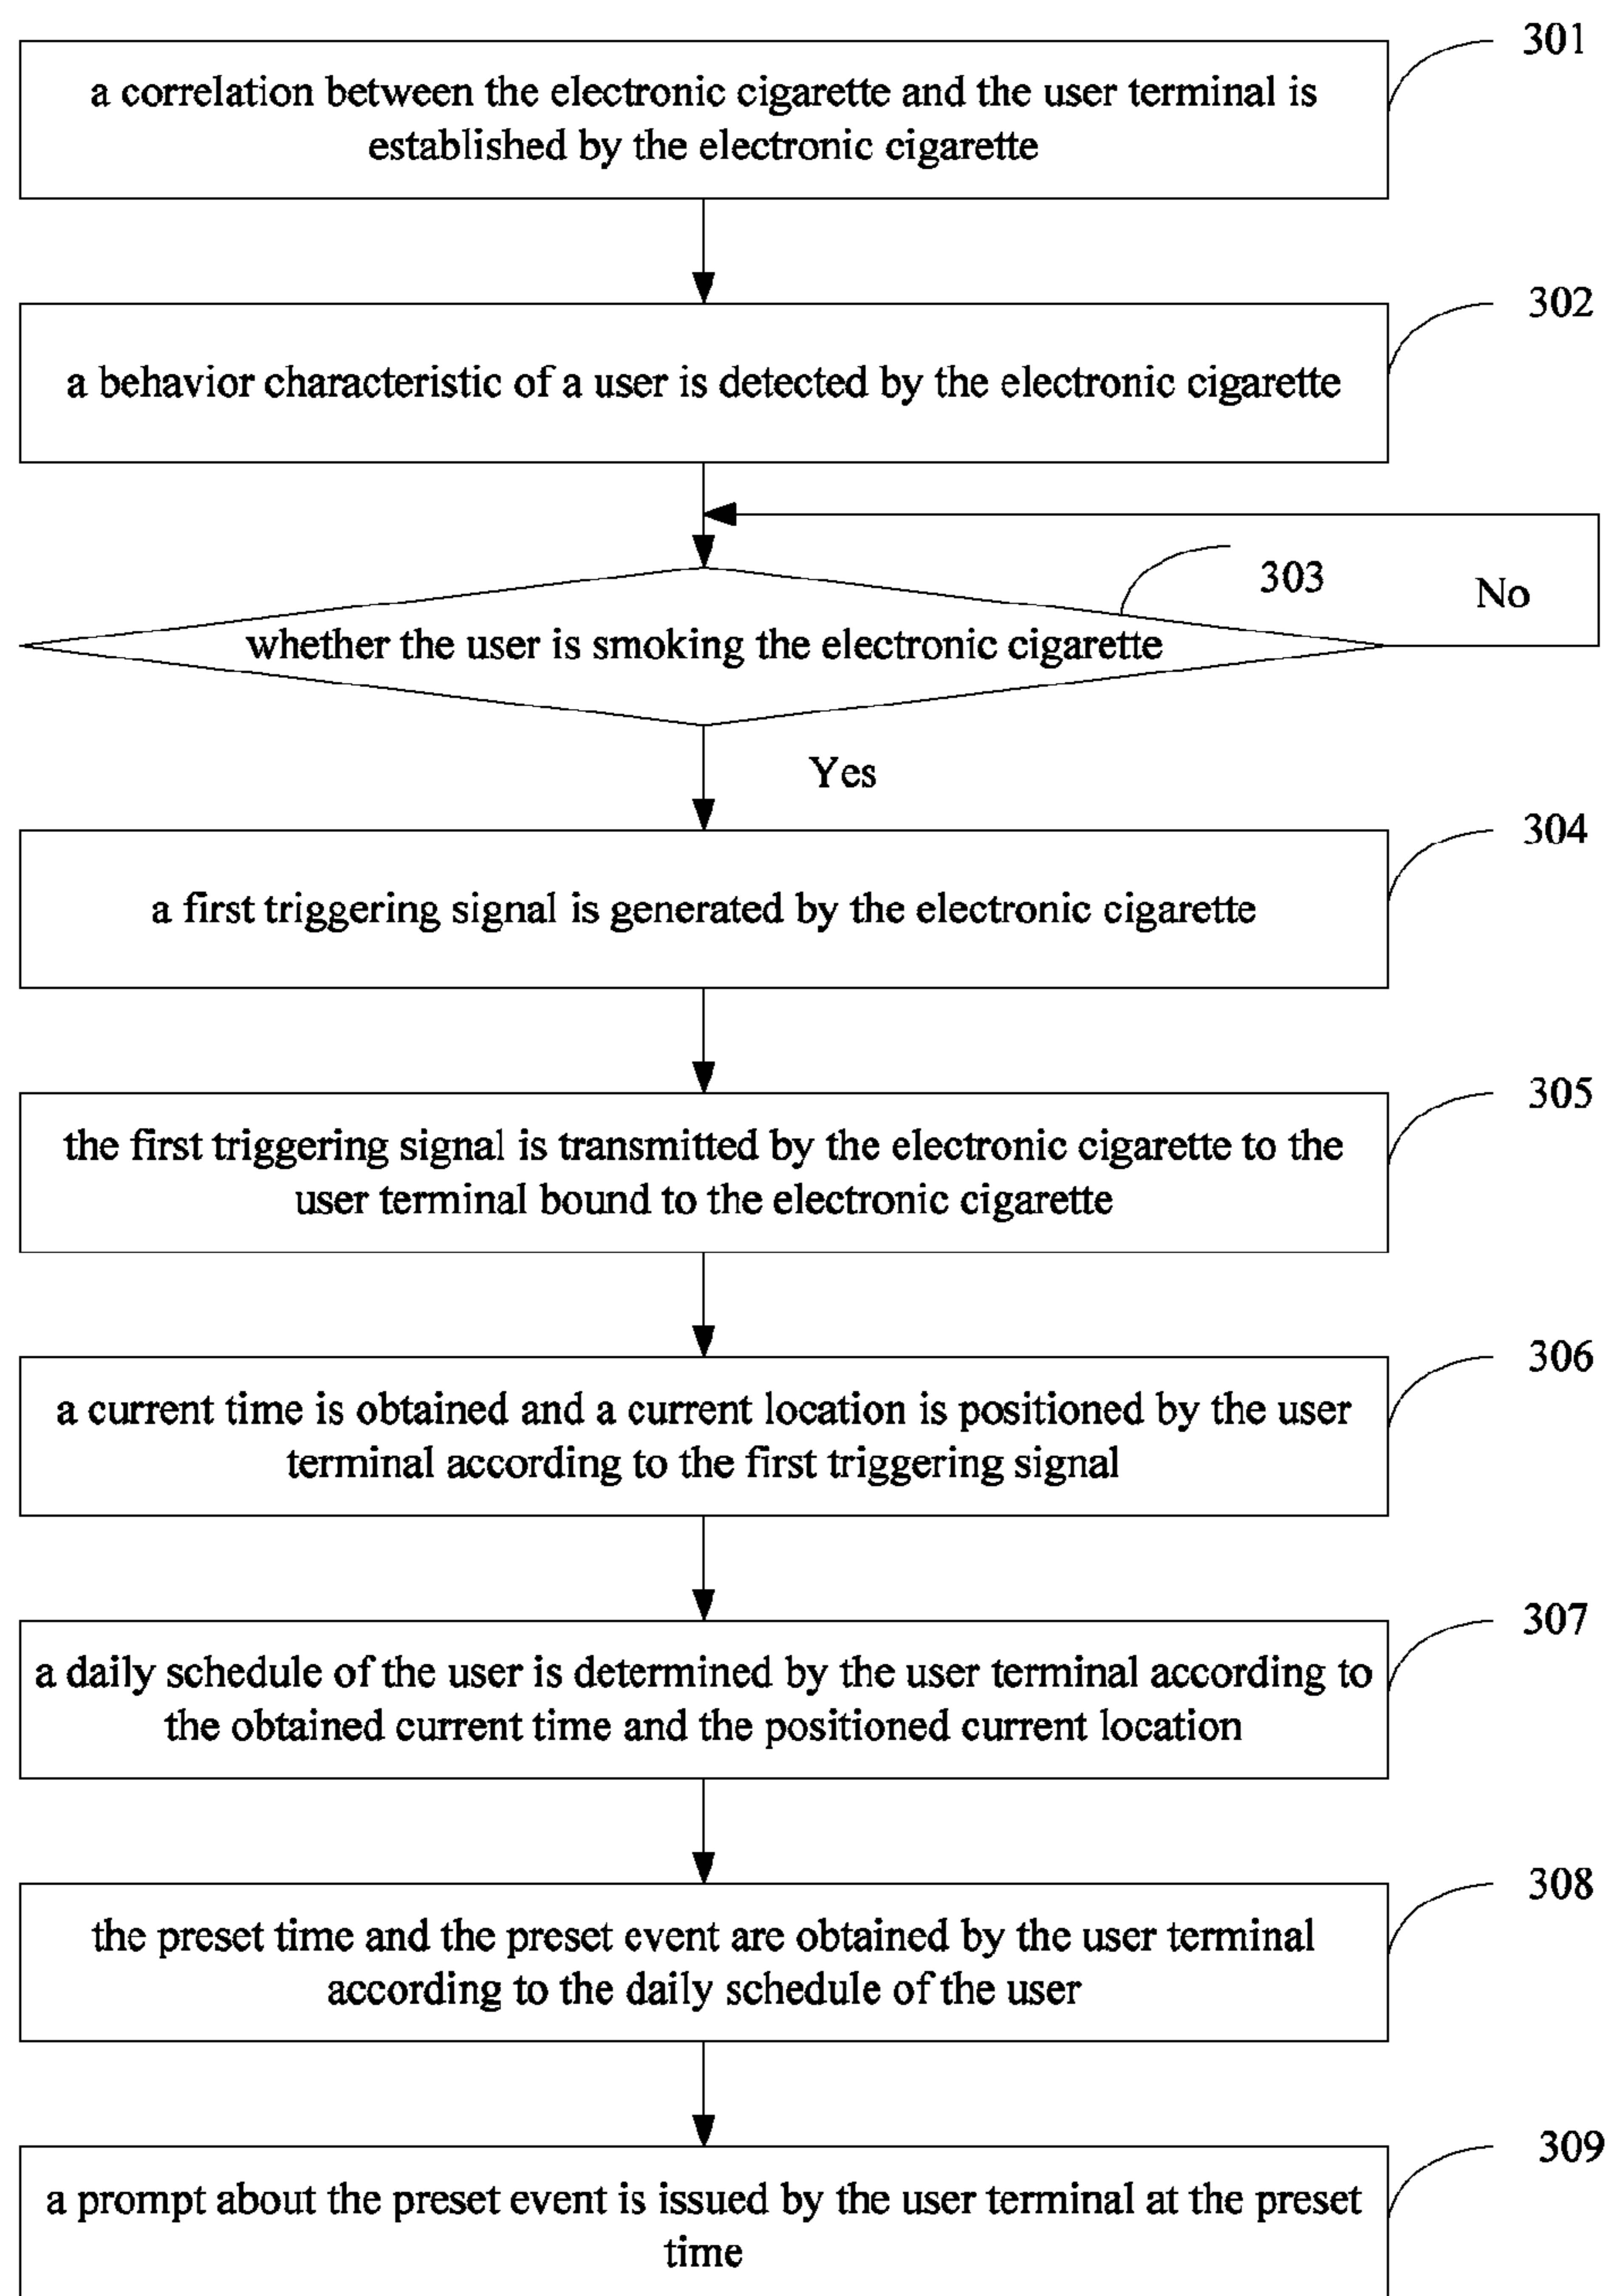 301
a correlation between the electronic cigarette and the user terminal is
established by the electronic cigarette
302
a behavior characteristic of a user is detected by the electronic cigarette
303
No
whether the user is smoking the electronic cigarette
Yes
304
a first triggering signal is generated by the electronic cigarette
305
the first triggering signal is transmitted by the electronic cigarette to the
user terminal bound to the electronic cigarette
306
a current time is obtained and a current location is positioned by the user
terminal according to the first triggering signal
307
a daily schedule of the user is determined by the user terminal according to
the obtained current time and the positioned current location
308
the preset time and the preset event are obtained by the user terminal
according to the daily schedule of the user
309
a prompt about the preset event is issued by the user terminal at the preset
time